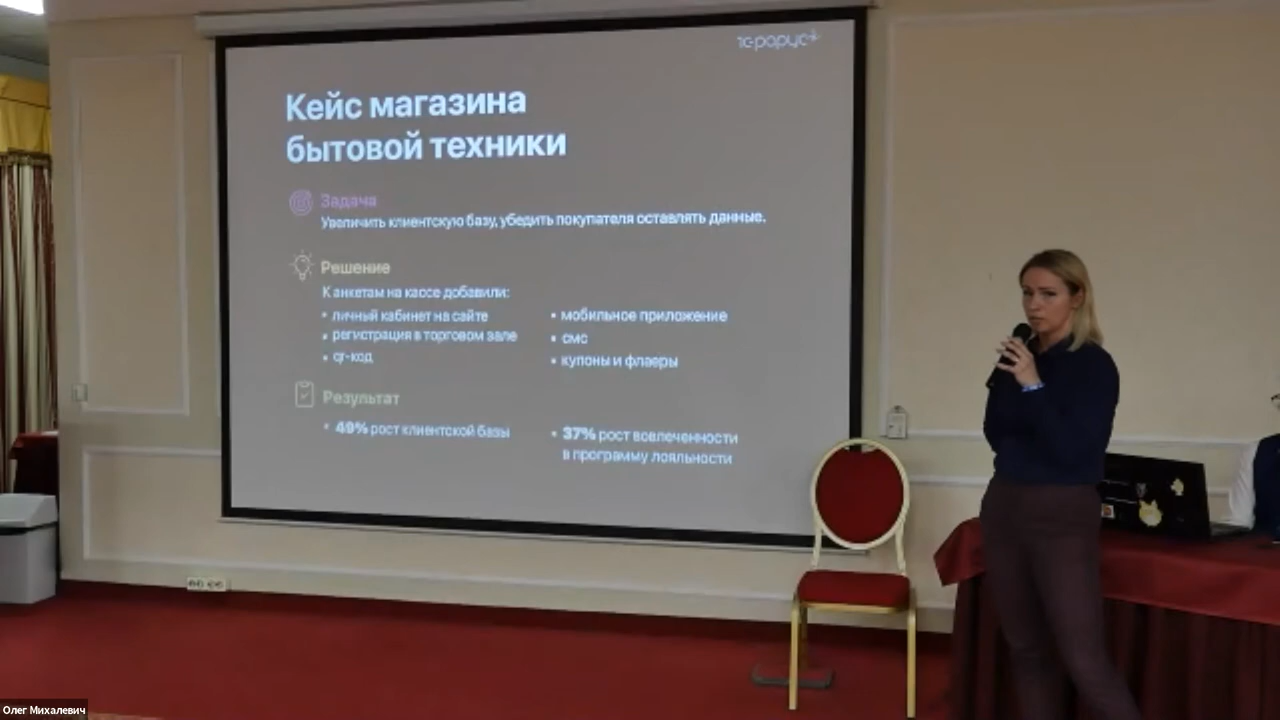 1С·рарус
Кейс магазина
бытовой техники
Задача
Увеличить клиентскую базу, убедить покупателя оставлять данные.
Решение
К анкетам на кассе добавили:
• личный кабинет на сайте
• регистрация в торговом зале
• qr-код
• мобильное приложение
• смс
• купоны и флаеры
Результат
• 49% рост клиентской базы
• 37% рост вовлеченности
в программу лояльности
Олег Михалевич